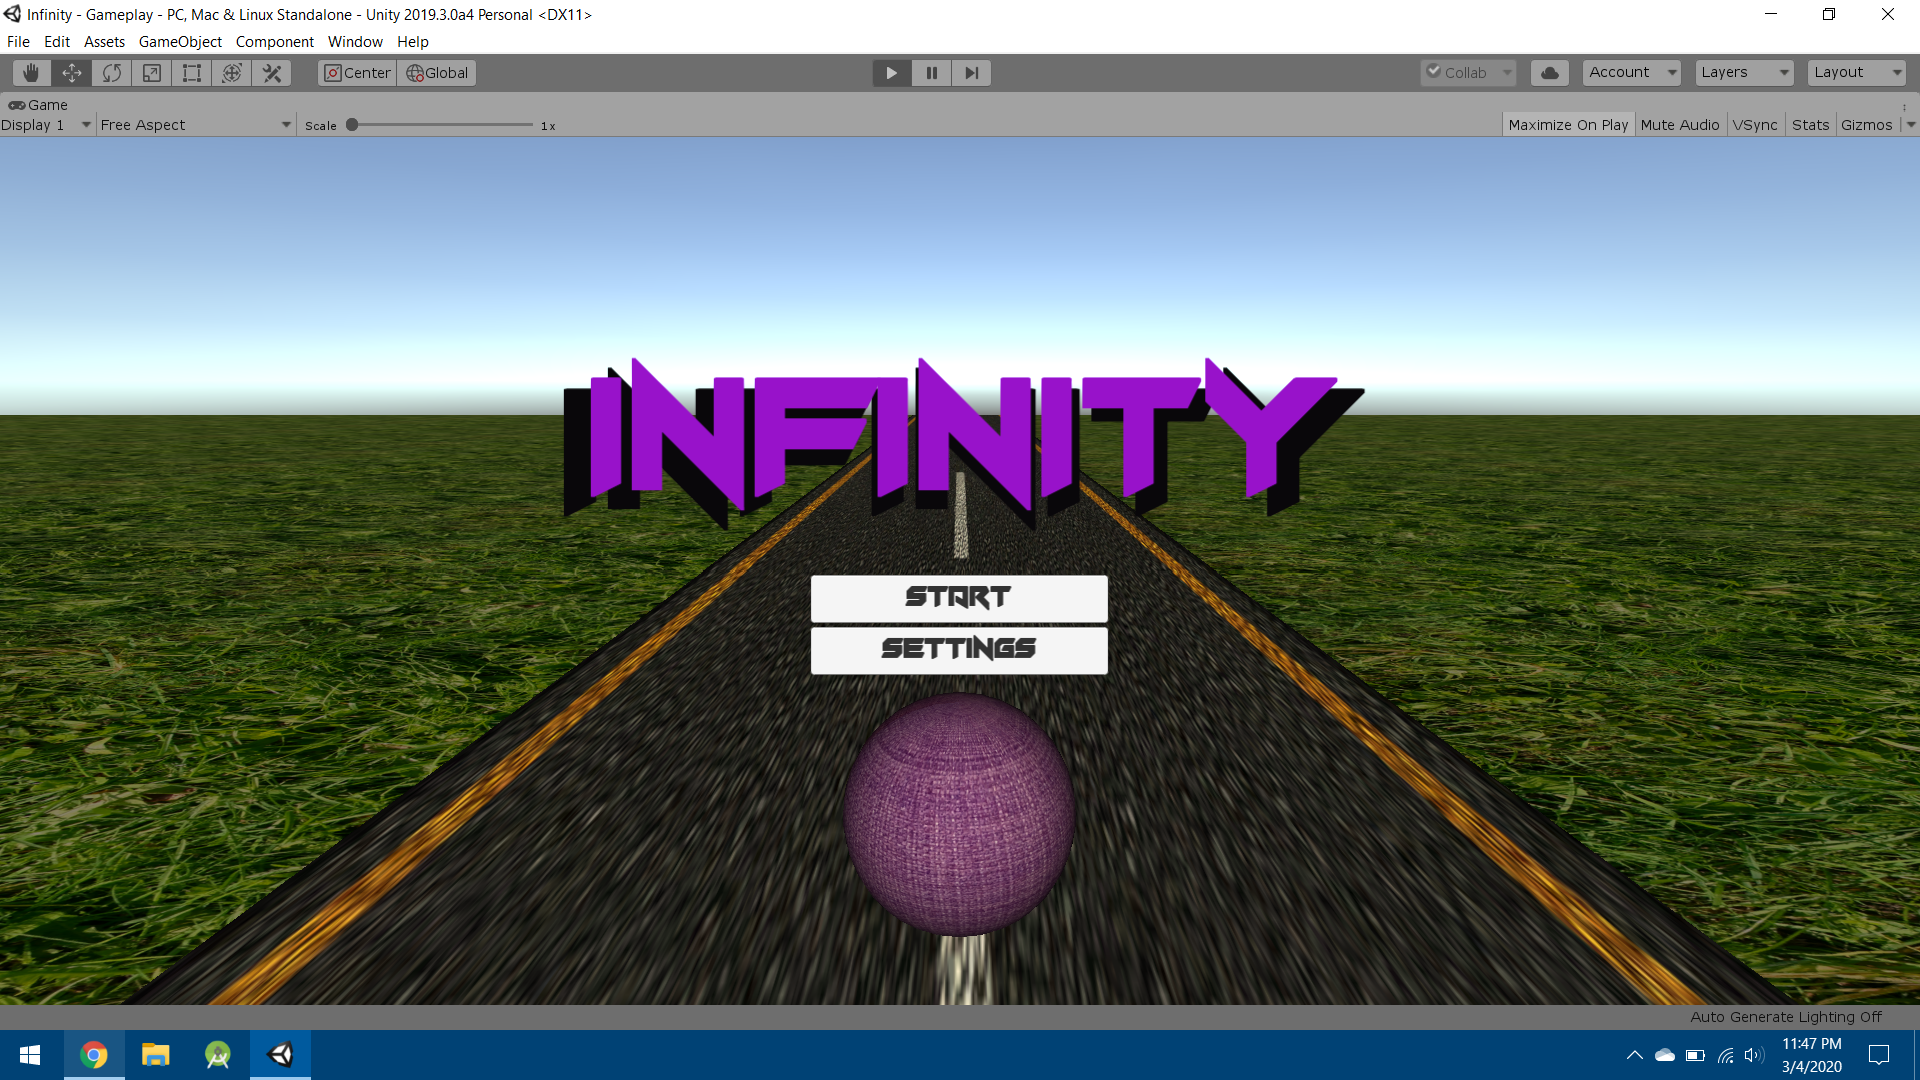 Infinity - Gameplay - PC, Mac & Linux Standalone - Unity 2019.3.0a4 Personal <DX11>
File Edit Assets GameObject Component Window Help
Center Global Collab Account Layers Layout
Game
Display 1 Free Aspect Scale 1x Maximize On Play Mute Audio VSync Stats Gizmos
INFINITY
START
SETTINGS
Auto Generate Lighting Off
11:47 PM
3/4/2020